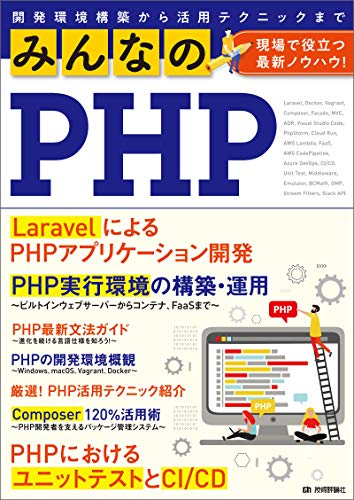 開発環境構築から活用テクニックまで
みんなの
現場で役立つ
最新ノウハウ!
PHP
Laravel, Docker, Vagrant,
Composer, Facade, MVC,
ADR, Visual Studio Code,
PhpStorm, Cloud Run,
AWS Lambda, FaaS,
AWS CodePipeline,
Azure DevOps, CI/CD,
Unit Test, Middleware,
Emulator, BCMath, GMP,
Stream Filters, Slack API
Laravelによる
PHPアプリケーション開発
PHP実行環境の構築・運用
〜ビルトインウェブサーバーからコンテナ、FaaSまで〜
PHP最新文法ガイド
〜進化を続ける言語仕様を知ろう!〜
PHPの開発環境概観
〜Windows、macOS、Vagrant、Docker〜
厳選! PHP活用テクニック紹介
Composer 120%活用術
〜PHP開発者を支えるパッケージ管理システム〜
PHPにおける
ユニットテストとCI/CD
PHP
PHP
PHP
技術評論社